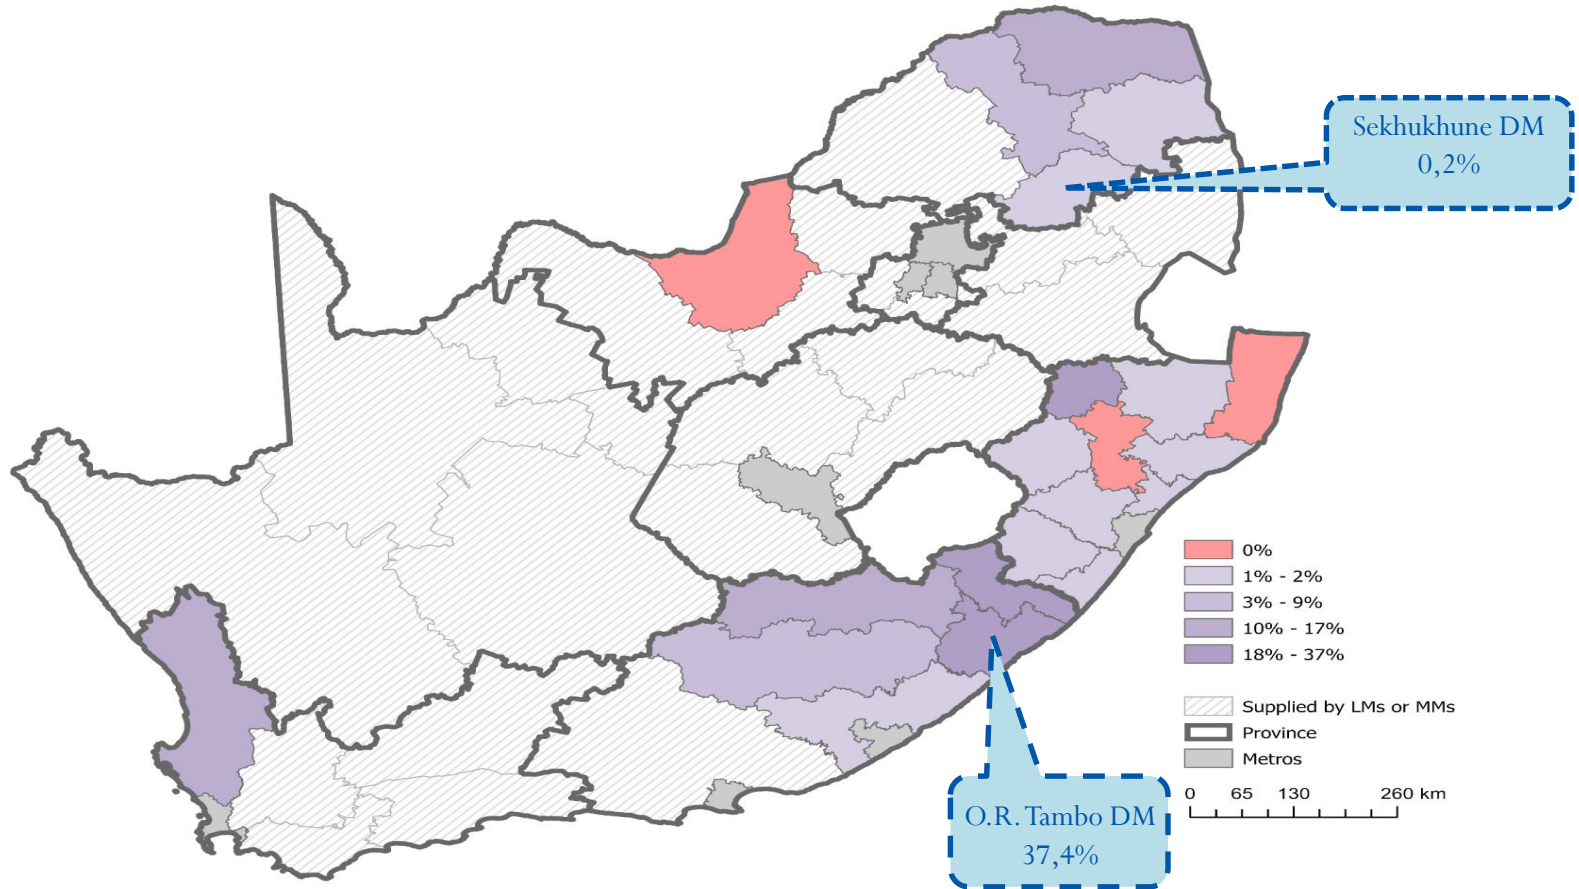 Sekhukhune DM
0,2%
0%
1% - 2%
3% - 9%
10% - 17%
18% - 37%
Supplied by LMs or MMs
Province
Metros
0 65 130 260 km
O.R. Tambo DM
37,4%